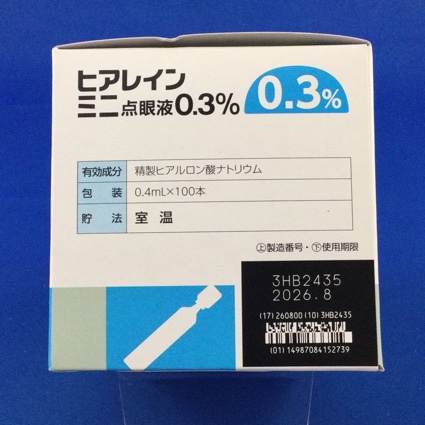 ヒアレイン
ミニ点眼液0.3%
0.3%
有効成分 精製ヒアルロン酸ナトリウム
包装 0.4mL×100本
貯法 室温
㊤製造番号・㊦使用期限
3HB2435
2026.8
(17) 260800 (10) 3HB2435
(01) 14987084152739